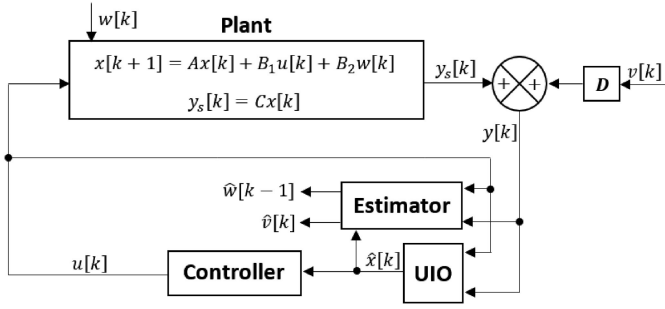 w[k]
Plant
x[k + 1] = Ax[k] + B₁u[k] + B₂w[k]
yₛ[k] = Cx[k]
yₛ[k]
+ +
D
v[k]
y[k]
ŵ[k − 1]
v̂[k]
Estimator
u[k]
Controller
x̂[k]
UIO